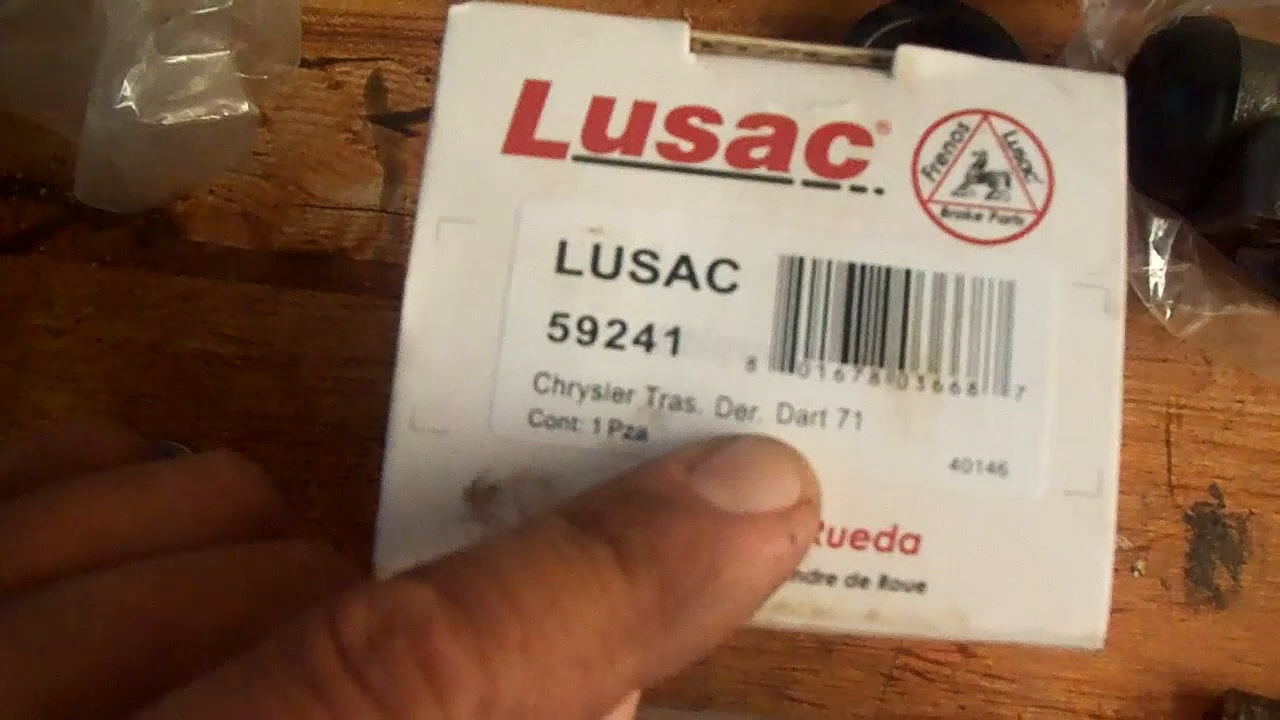 Lusac®
Frenos Lusac
Brake Parts
LUSAC
59241
Chrysler Tras. Der. Dart 71
Cont: 1 Pza
40146
Rueda
de Roue